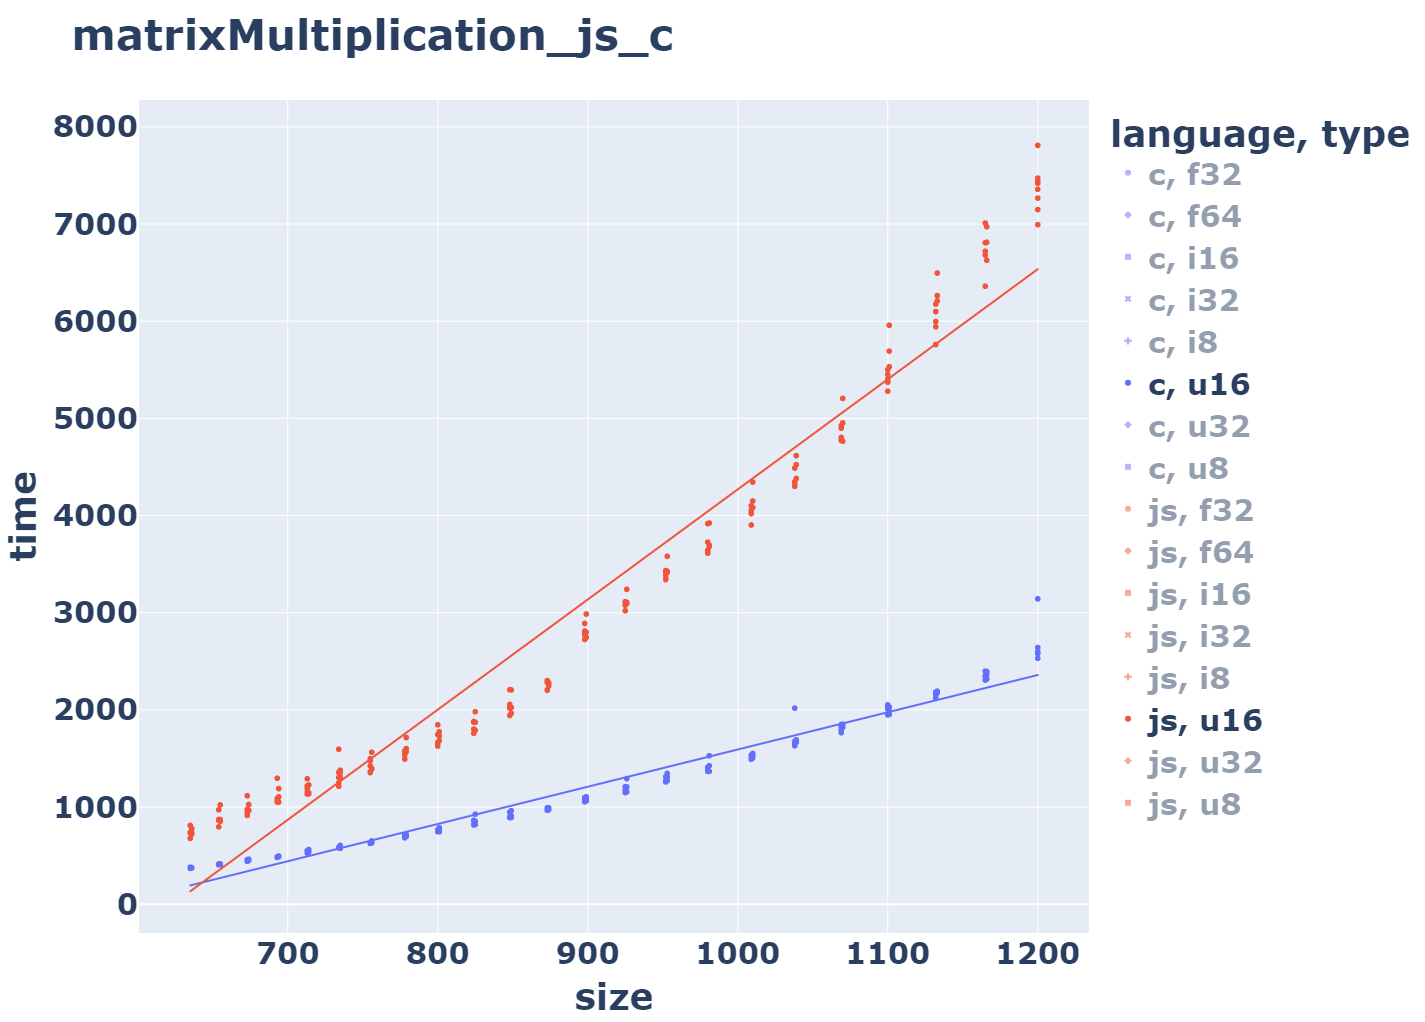 matrixMultiplication_js_c
8000
7000
6000
5000
4000
3000
2000
1000
0
time
700 800 900 1000 1100 1200
size
language, type
c, f32
c, f64
c, i16
c, i32
c, i8
c, u16
c, u32
c, u8
js, f32
js, f64
js, i16
js, i32
js, i8
js, u16
js, u32
js, u8